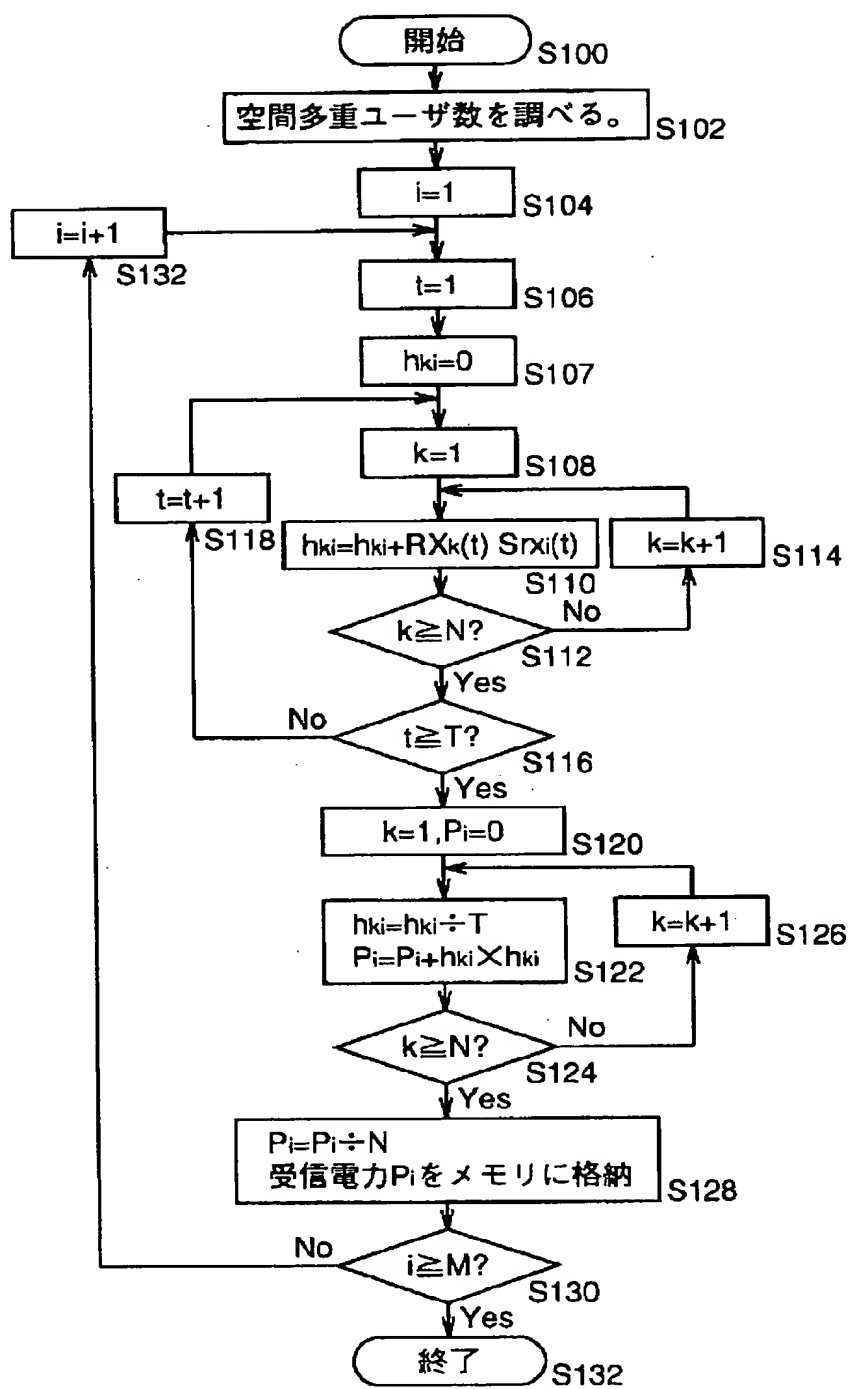 開始
S100
空間多重ユーザ数を調べる。
S102
i=1
S104
i=i+1
S132
t=1
S106
hki=0
S107
k=1
S108
t=t+1
S118
hki=hki+RXk(t) Srxi(t)
S110
k=k+1
S114
k≧N?
No
S112
Yes
No
t≧T?
S116
Yes
k=1,Pi=0
S120
hki=hki÷T
Pi=Pi+hki×hki
S122
k=k+1
S126
k≧N?
No
S124
Yes
Pi=Pi÷N
受信電力Piをメモリに格納
S128
No
i≧M?
S130
Yes
終了
S132